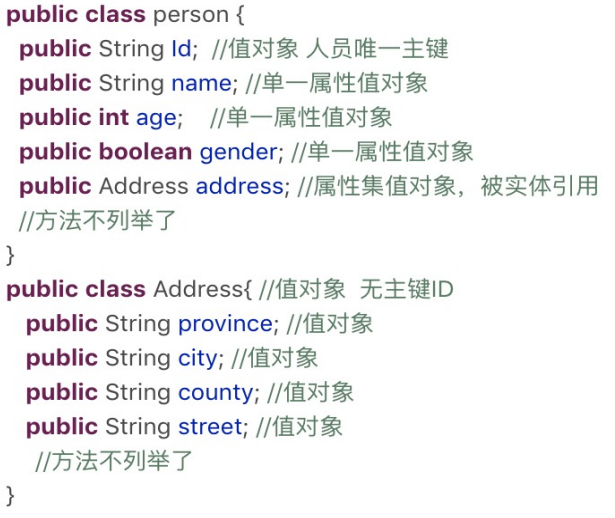 public class person {
public String Id;  //值对象 人员唯一主键
public String name; //单一属性值对象
public int age;    //单一属性值对象
public boolean gender; //单一属性值对象
public Address address; //属性集值对象，被实体引用
//方法不列举了
}
public class Address{ //值对象  无主键ID
public String province; //值对象
public String city; //值对象
public String county; //值对象
public String street; //值对象
//方法不列举了
}